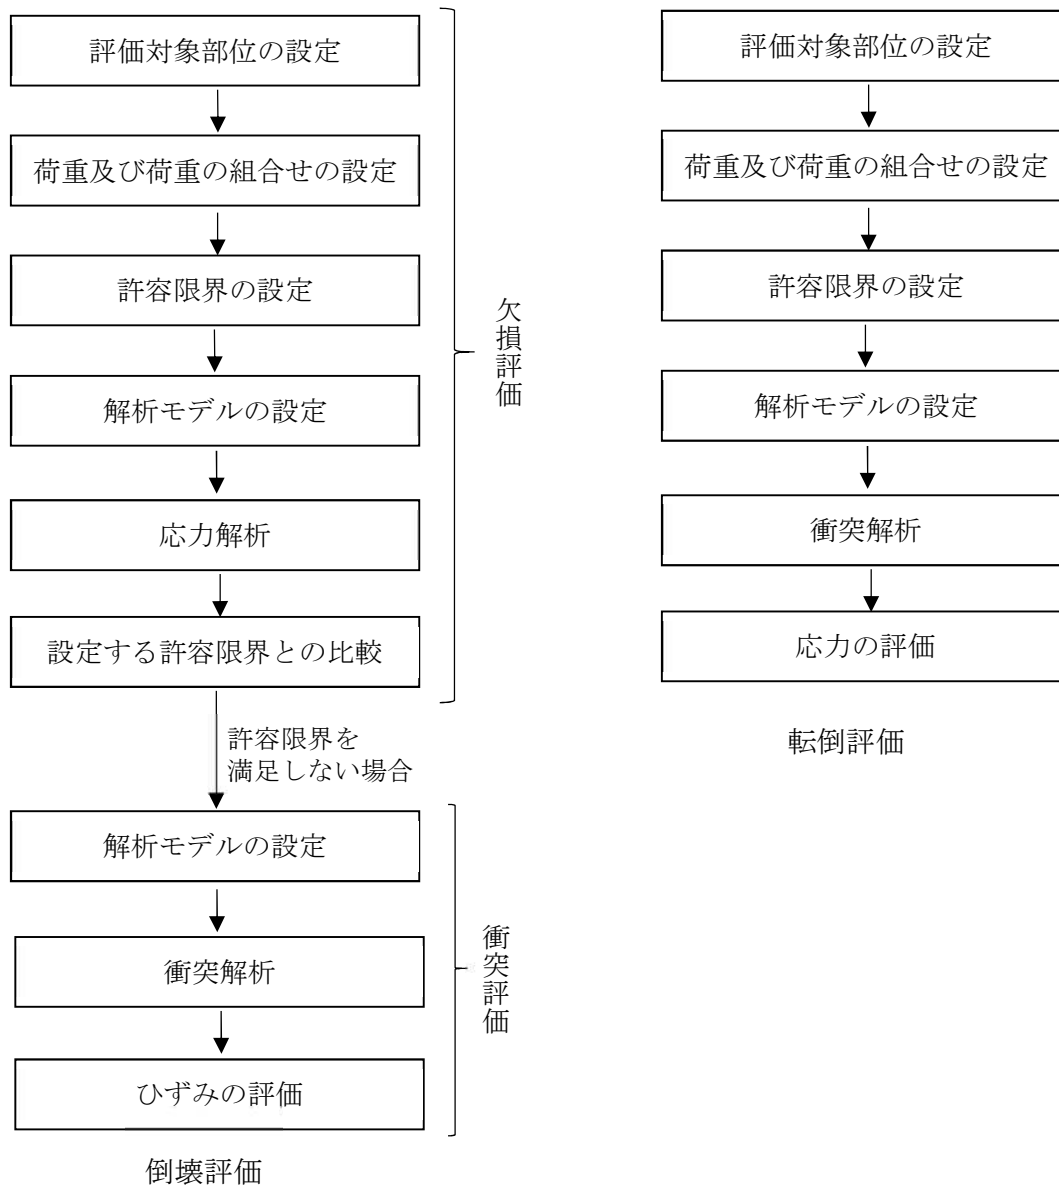 評価対象部位の設定
荷重及び荷重の組合せの設定
許容限界の設定
解析モデルの設定
応力解析
設定する許容限界との比較
欠損評価
許容限界を
満足しない場合
解析モデルの設定
衝突解析
ひずみの評価
衝突評価
倒壊評価
評価対象部位の設定
荷重及び荷重の組合せの設定
許容限界の設定
解析モデルの設定
衝突解析
応力の評価
転倒評価